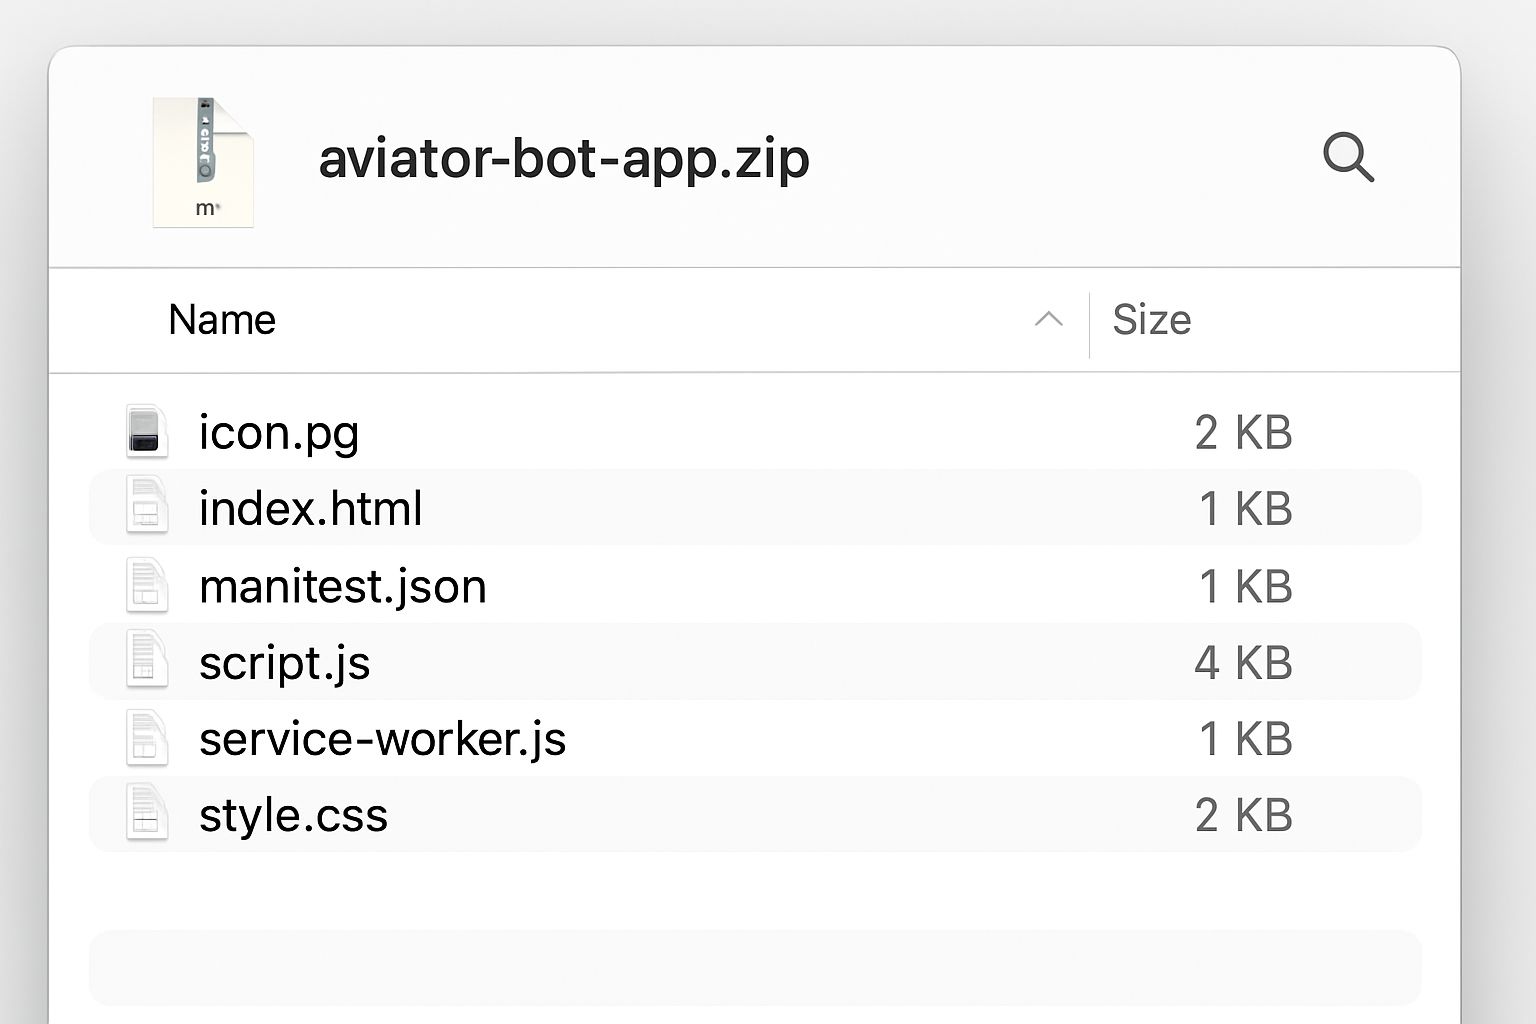 aviator-bot-app.zip
Name Size
icon.pg 2 KB
index.html 1 KB
manitest.json 1 KB
script.js 4 KB
service-worker.js 1 KB
style.css 2 KB